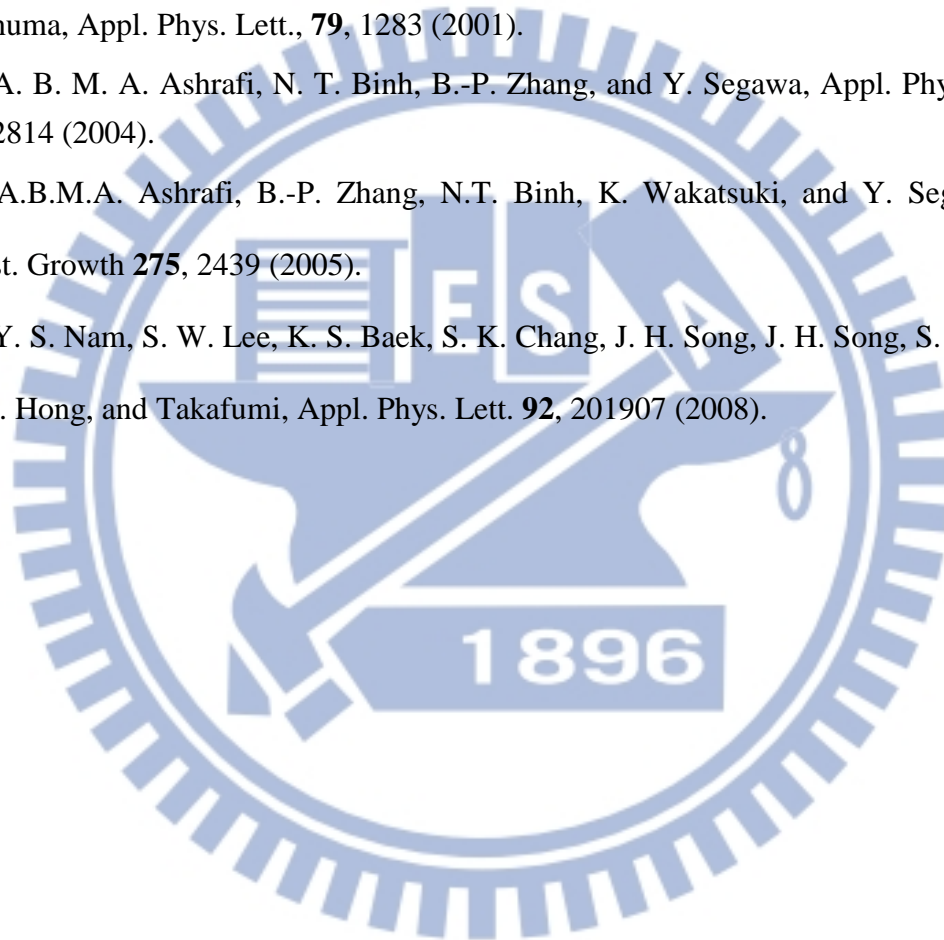 numa, Appl. Phys. Lett., 79, 1283 (2001).
A. B. M. A. Ashrafi, N. T. Binh, B.-P. Zhang, and Y. Segawa, Appl. Phy
2814 (2004).
A.B.M.A. Ashrafi, B.-P. Zhang, N.T. Binh, K. Wakatsuki, and Y. Seg
st. Growth 275, 2439 (2005).
Y. S. Nam, S. W. Lee, K. S. Baek, S. K. Chang, J. H. Song, J. H. Song, S.
. Hong, and Takafumi, Appl. Phys. Lett. 92, 201907 (2008).
E S A
8
1896